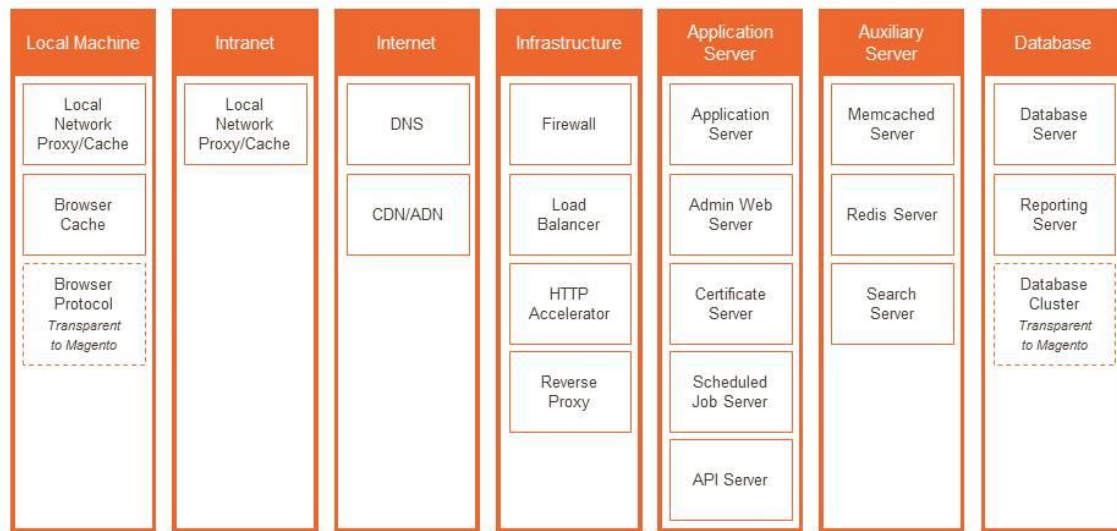 Local Machine
Local
Network
Proxy/Cache
Browser
Cache
Browser
Protocol
Transparent
to Magento
Intranet
Local
Network
Proxy/Cache
Internet
DNS
CDN/ADN
Infrastructure
Firewall
Load
Balancer
HTTP
Accelerator
Reverse
Proxy
Application
Server
Application
Server
Admin Web
Server
Certificate
Server
Scheduled
Job Server
API Server
Auxiliary
Server
Memcached
Server
Redis Server
Search
Server
Database
Database
Server
Reporting
Server
Database
Cluster
Transparent
to Magento